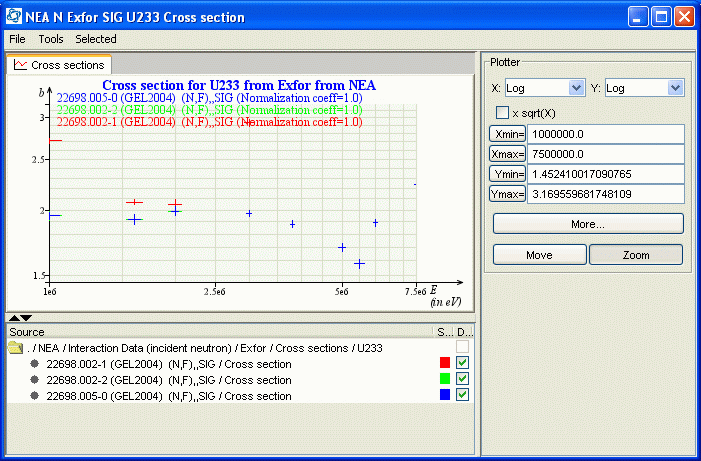 NEA N Exfor SIG U233 Cross section
File Tools Selected
Cross sections
Cross section for U233 from Exfor from NEA
22698.005-0 (GEL2004) (N,F),,SIG (Normalization coeff=1.0)
22698.002-2 (GEL2004) (N,F),,SIG (Normalization coeff=1.0)
22698.002-1 (GEL2004) (N,F),,SIG (Normalization coeff=1.0)
b
3
2.5
2
1.5
1e6 2.5e6 5e6 7.5e6 E
(in eV)
Plotter
X: Log Y: Log
x sqrt(X)
Xmin= 1000000.0
Xmax= 7500000.0
Ymin= 1.452410017090765
Ymax= 3.169559681748109
More...
Move Zoom
Source S... D...
. / NEA / Interaction Data (incident neutron) / Exfor / Cross sections / U233
22698.002-1 (GEL2004) (N,F),,SIG / Cross section
22698.002-2 (GEL2004) (N,F),,SIG / Cross section
22698.005-0 (GEL2004) (N,F),,SIG / Cross section